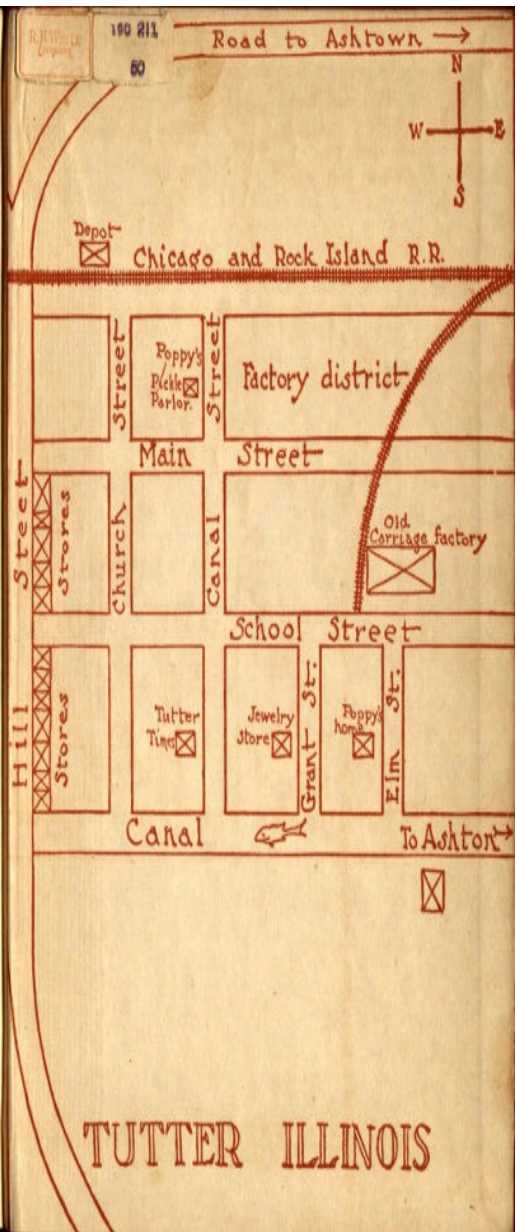 190 211
60
Road to Ashtown
N
W E
S
Depot
Chicago and Rock Island R.R.
Street
Street
Poppy's
Pickle
Parlor.
Factory district
Main Street
Street
Stores
Church
Canal
Old
Carriage factory
School Street
Hill
Stores
Tutter
Times
Jewelry
Store
Grant St.
Poppy's
home
Elm St.
Canal
To Ashton
TUTTER ILLINOIS